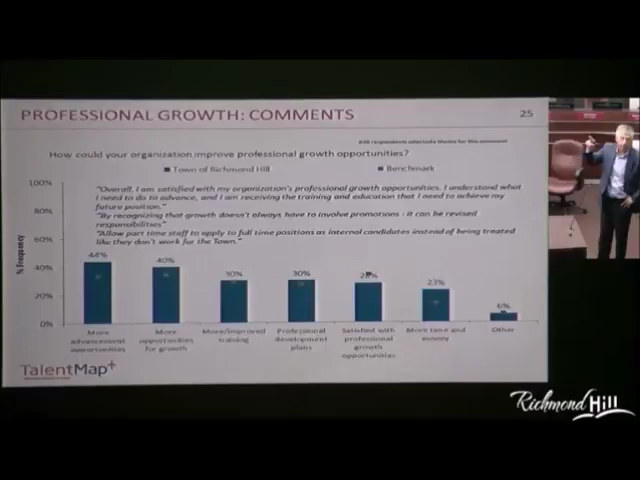 PROFESSIONAL GROWTH: COMMENTS
25
How could your organization improve professional growth opportunities?
Town of Richmond Hill
Benchmark
100%
80%
60%
40%
20%
0%
% Frequency
"Overall, I am satisfied with my organization's professional growth opportunities. I understand what
I need to do to advance, and I am receiving the training and education that I need to achieve my
future position."
"By recognizing that growth doesn't always have to involve promotions - it can be revised
responsibilities"
"Allow part time staff to apply to full time positions as internal candidates instead of being treated
like they don't work for the Town."
44%
40%
30%
30%
23%
6%
More
advancement
opportunities
More
opportunities
for growth
More/improved
training
Professional
development
plans
Satisfied with
professional
growth
opportunities
More time and
money
Other
TalentMap
Richmond Hill